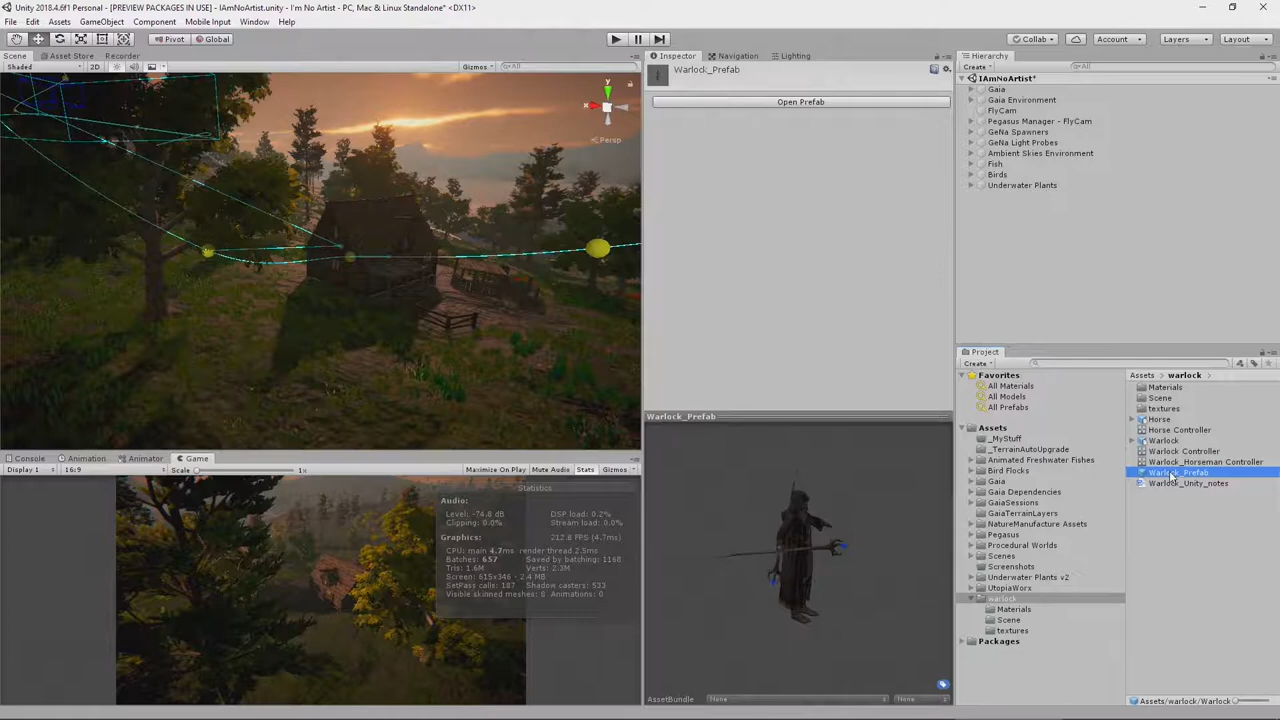 Unity 2018.4.6f1 Personal - [PREVIEW PACKAGES IN USE] - IAmNoArtist.unity - I'm No Artist - PC, Mac & Linux Standalone* <DX11>
File Edit Assets GameObject Component Mobile Input Window Help
Pivot Global Collab Account Layers Layout
Scene Asset Store Recorder
Shaded 2D Gizmos All
y
x
Persp
Console Animation Animator Game
Display 1 16:9 Scale 1x Maximize On Play Mute Audio Stats Gizmos
Statistics
Audio:
Level: -74.8 dB DSP load: 0.2%
Clipping: 0.0% Stream load: 0.0%
Graphics: 212.8 FPS (4.7ms)
CPU: main 4.7ms render thread 2.5ms
Batches: 657 Saved by batching: 1168
Tris: 1.6M Verts: 2.3M
Screen: 615x346 - 2.4 MB
SetPass calls: 187 Shadow casters: 533
Visible skinned meshes: 8 Animations: 0
Inspector Navigation Lighting
Warlock_Prefab
Open Prefab
Warlock_Prefab
AssetBundle None None
Hierarchy
Create All
IAmNoArtist*
Gaia
Gaia Environment
FlyCam
Pegasus Manager - FlyCam
GeNa Spawners
GeNa Light Probes
Ambient Skies Environment
Fish
Birds
Underwater Plants
Project
Create
Favorites
All Materials
All Models
All Prefabs
Assets
_MyStuff
_TerrainAutoUpgrade
Animated Freshwater Fishes
Bird Flocks
Gaia
Gaia Dependencies
GaiaSessions
GaiaTerrainLayers
NatureManufacture Assets
Pegasus
Procedural Worlds
Scenes
Screenshots
Underwater Plants v2
UtopiaWorx
warlock
Materials
Scene
textures
Packages
Assets > warlock >
Materials
Scene
textures
Horse
Horse Controller
Warlock
Warlock Controller
Warlock_Horseman Controller
Warlock_Prefab
Warlock_Unity_notes
Assets/warlock/Warlock